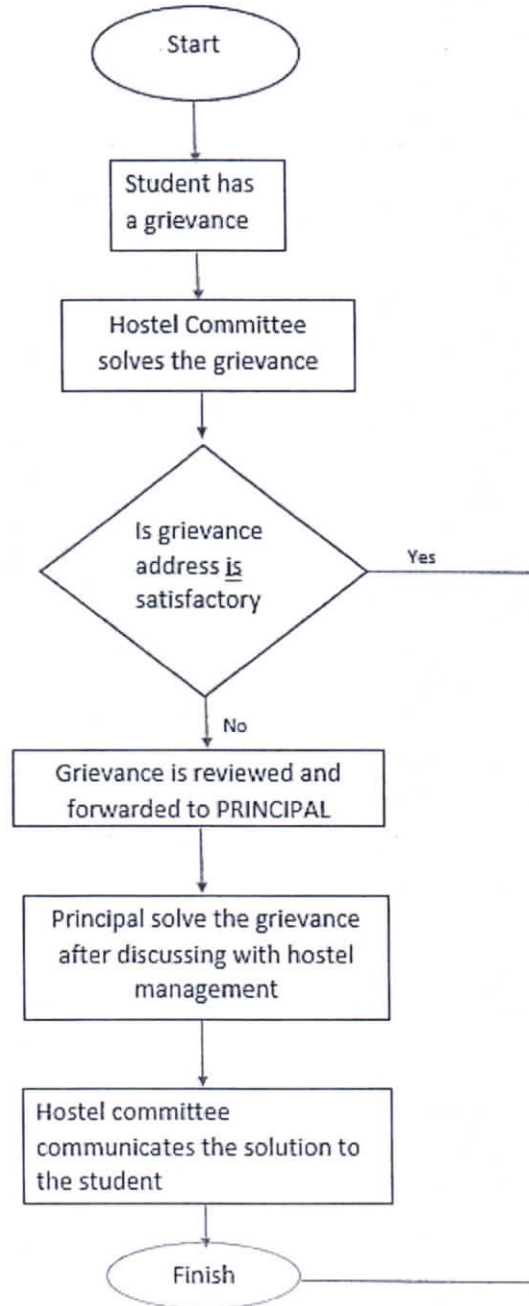 Start
Student has
a grievance
Hostel Committee
solves the grievance
Is grievance
address is
satisfactory
Yes
No
Grievance is reviewed and
forwarded to PRINCIPAL
Principal solve the grievance
after discussing with hostel
management
Hostel committee
communicates the solution to
the student
Finish